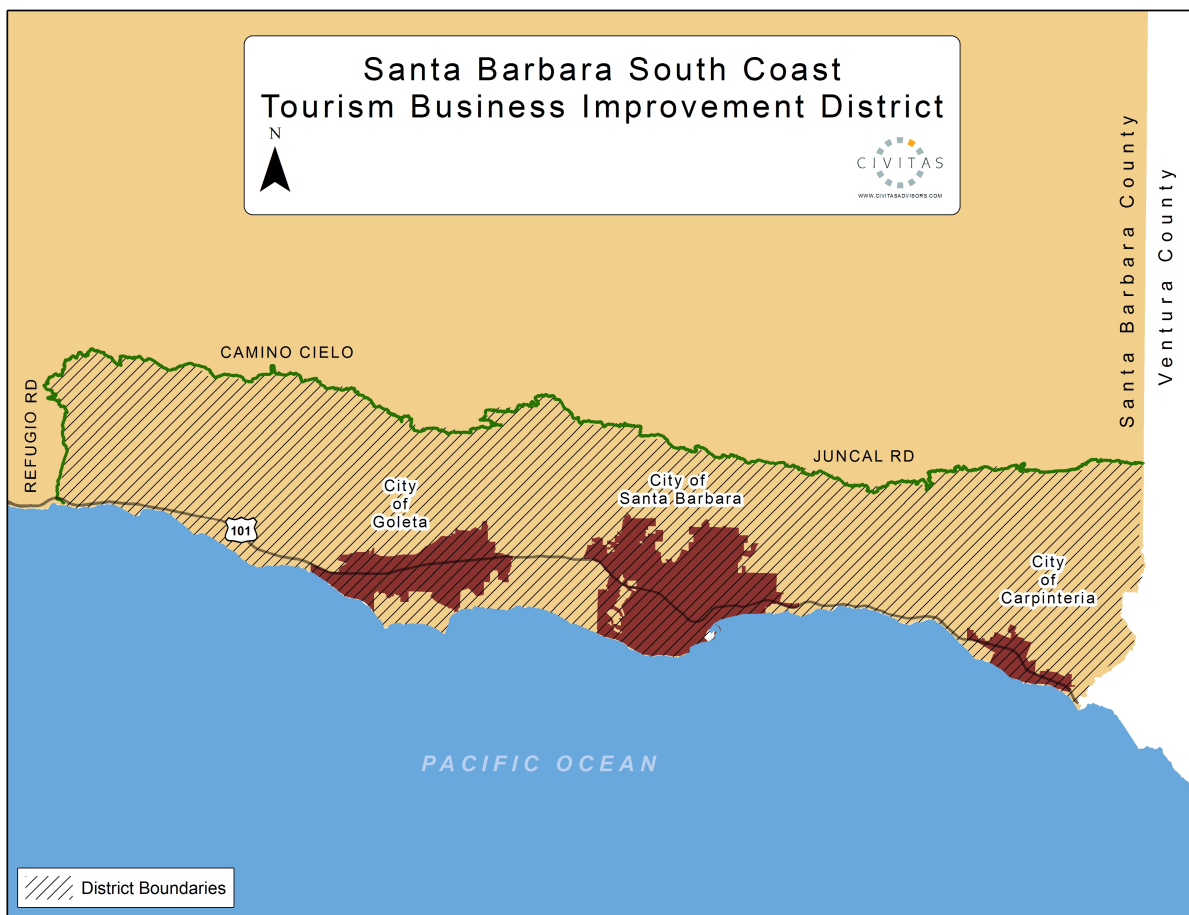 Santa Barbara South Coast
Tourism Business Improvement District
N
CIVITAS
WWW.CIVITASADVISORS.COM
Santa Barbara County
Ventura County
CAMINO CIELO
REFUGIO RD
JUNCAL RD
City
of
Goleta
City of
Santa Barbara
101
City
of
Carpinteria
PACIFIC OCEAN
District Boundaries